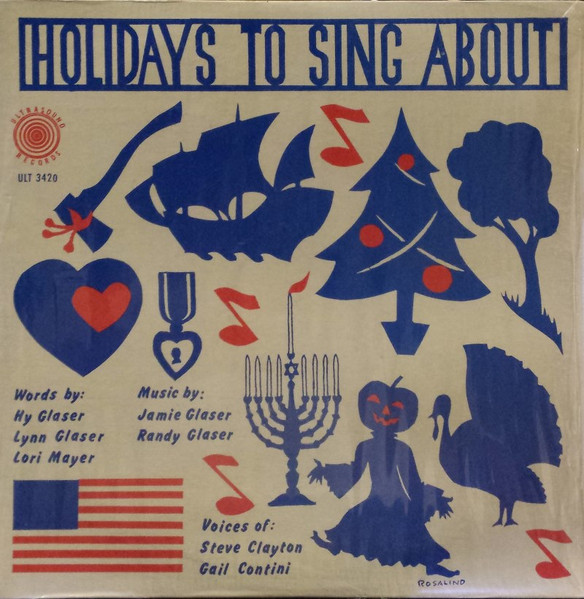 HOLIDAYS TO SING ABOUT
ULTRASOUND RECORDS
ULT 3420
Words by:
Hy Glaser
Lynn Glaser
Lori Mayer
Music by:
Jamie Glaser
Randy Glaser
Voices of:
Steve Clayton
Gail Contini
ROSALIND